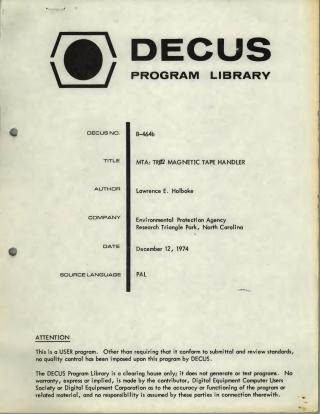 DECUS
PROGRAM LIBRARY
DECUS NO. 8-464b
TITLE MTA: TR02 MAGNETIC TAPE HANDLER
AUTHOR Lawrence E. Holboke
COMPANY Environmental Protection Agency
Research Triangle Park, North Carolina
DATE December 12, 1974
SOURCE LANGUAGE PAL
ATTENTION
This is a USER program. Other than requiring that it conform to submittal and review standards,
no quality control has been imposed upon this program by DECUS.
The DECUS Program Library is a clearing house only; it does not generate or test programs. No
warranty, express or implied, is made by the contributor, Digital Equipment Computer Users
Society or Digital Equipment Corporation as to the accuracy or functioning of the program or
related material, and no responsibility is assumed by these parties in connection therewith.